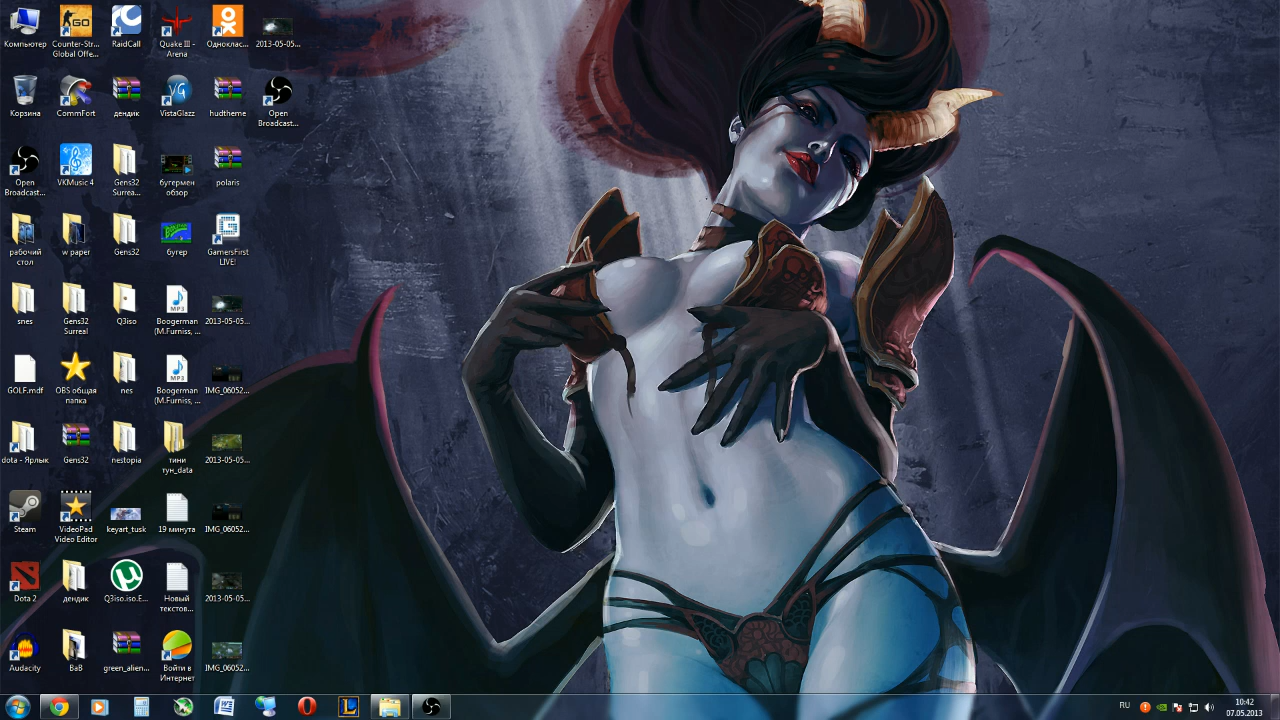 Компьютер
Counter-Str...
Global Offe...
RaidCall
Quake III -
Arena
Одноклас...
2013-05-05...
Корзина
CommFort
дендик
VistaGlazz
hudtheme
Open
Broadcast...
Open
Broadcast...
VKMusic 4
Gens32
Surrea...
бугермен
обзор
polaris
рабочий
стол
w paper
Gens32
бугер
GamersFirst
LIVE!
snes
Gens32
Surreal
Q3iso
Boogerman
(M.Furniss, ...
2013-05-05...
GOLF.mdf
OBS общая
папка
nes
Boogerman
(M.Furniss, ...
IMG_06052...
dota - Ярлык
Gens32
nestopia
тини
тун_data
2013-05-05...
Steam
VideoPad
Video Editor
keyart_tusk
19 минута
IMG_06052...
Dota 2
дендик
Q3iso.iso.E...
Новый
текстов...
2013-05-05...
Audacity
ВаВ
green_alien...
Войти в
Интернет
IMG_06052...
RU
10:42
07.05.2013